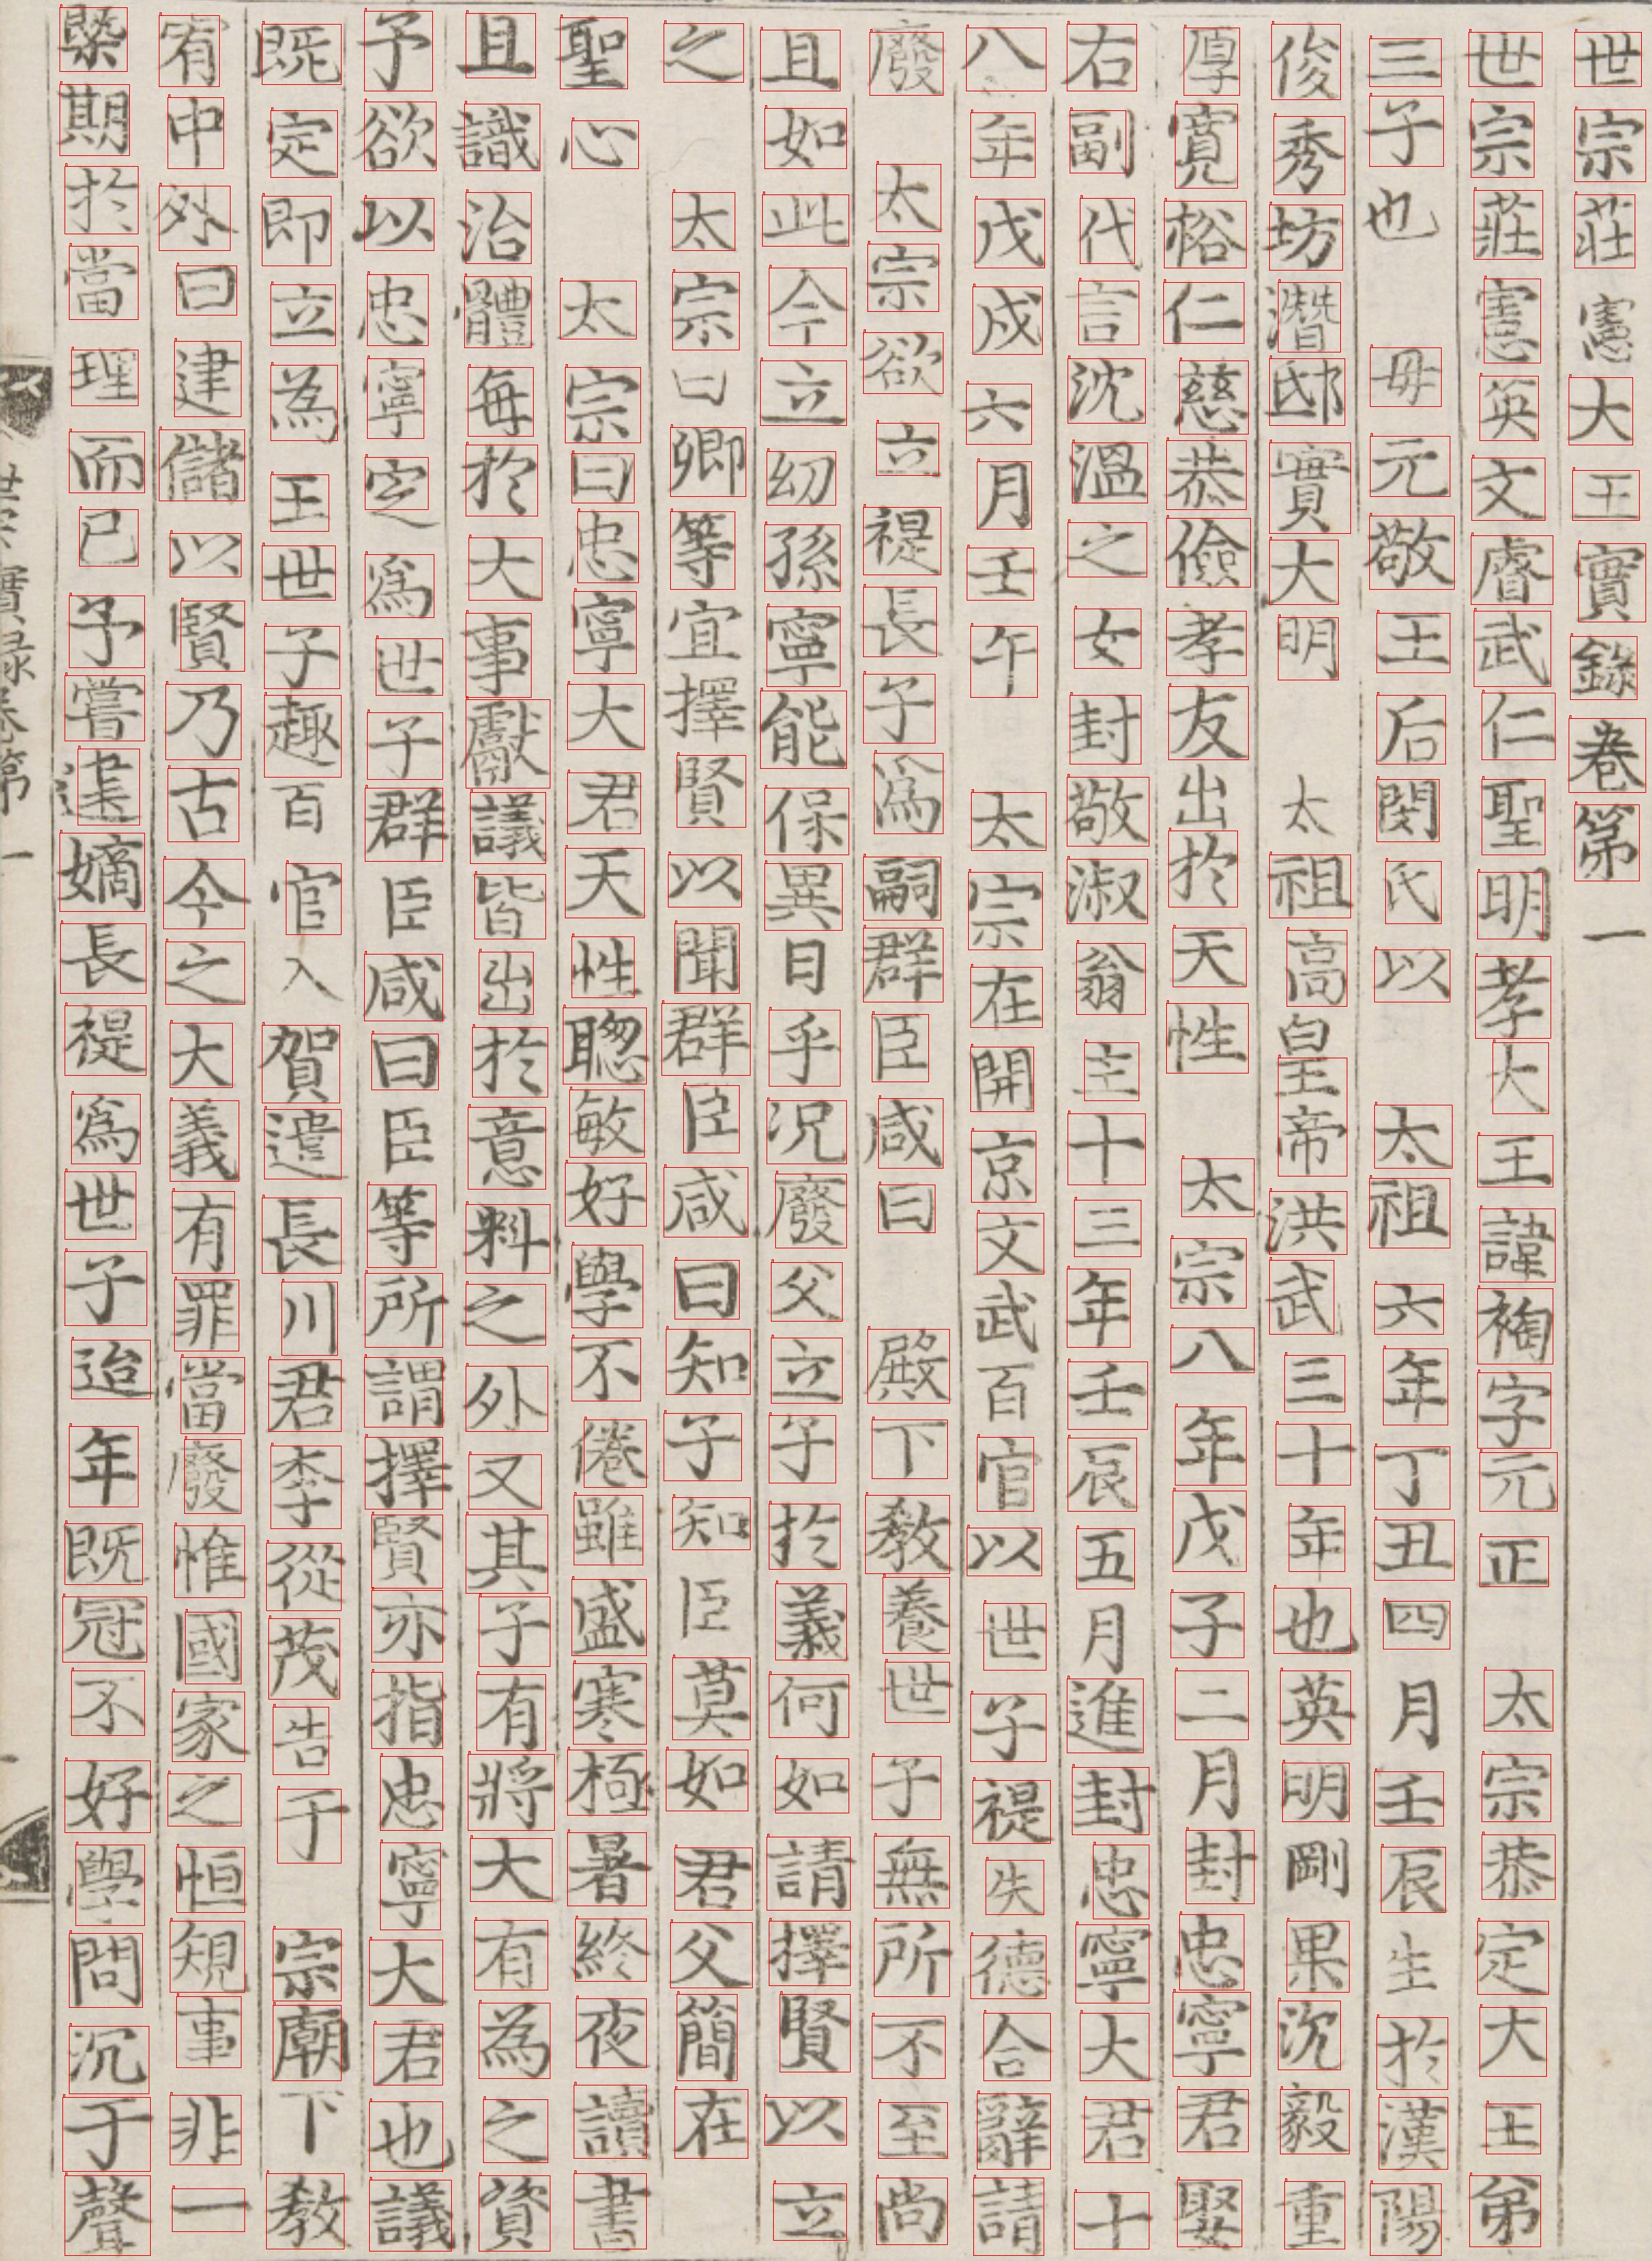 世宗莊憲大王實錄卷第一
世宗莊憲英文睿武仁聖明孝大王諱祹字元正太宗恭定大王第
三子也母元敬王后閔氏以太祖六年丁丑四月壬辰生於漢陽
俊秀坊潛邸實大明太祖高皇帝洪武三十年也英明剛果沈毅重
厚寬裕仁慈恭儉孝友出於天性太宗八年戊子二月封忠寧君娶
右副代言沈溫之女封敬淑翁主十三年壬辰五月進封忠寧大君十
八年戊戌六月壬午太宗在開京文武百官以世子禔失德合辭請
廢太宗欲立禔長子爲嗣群臣咸曰殿下敎養世子無所不至尙
且如此今立幼孫寧能保異日乎況廢父立子於義何如請擇賢以立
之太宗曰卿等宜擇賢以聞群臣咸曰知子知臣莫如君父簡在
聖心太宗曰忠寧大君天性聰敏好學不倦雖盛寒極暑終夜讀書
且識治體每於大事獻議皆出於意料之外又其子有將大有為之資
予欲以忠寧定爲世子群臣咸曰臣等所謂擇賢亦指忠寧大君也議
既定即立為王世子趣百官入賀遣長川君李從茂告于宗廟下敎
宥中外曰建儲以賢乃古今之大義有罪當廢惟國家之恒規事非一
槩期於當理而已予嘗建嫡長禔爲世子迨年既冠不好學問沉于聲
世宗實錄卷第一